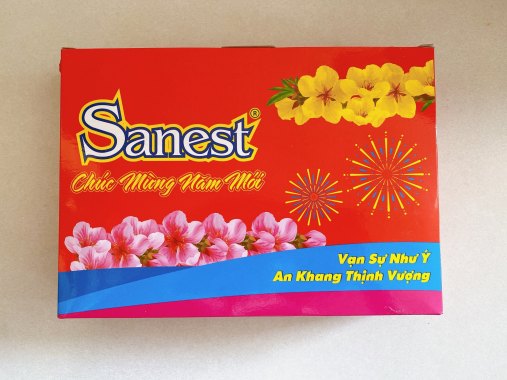 Sanest®
Chúc Mừng Năm Mới
Vạn Sự Như Ý
An Khang Thịnh Vượng